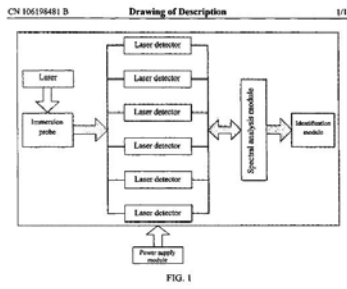 CN 106198481 B
Drawing of Description
1/1
Laser detector
Laser
Laser detector
Immersion
probe
Laser detector
Laser detector
Laser detector
Laser detector
Spectral analysis module
Identification
module
Power supply
module
FIG. 1